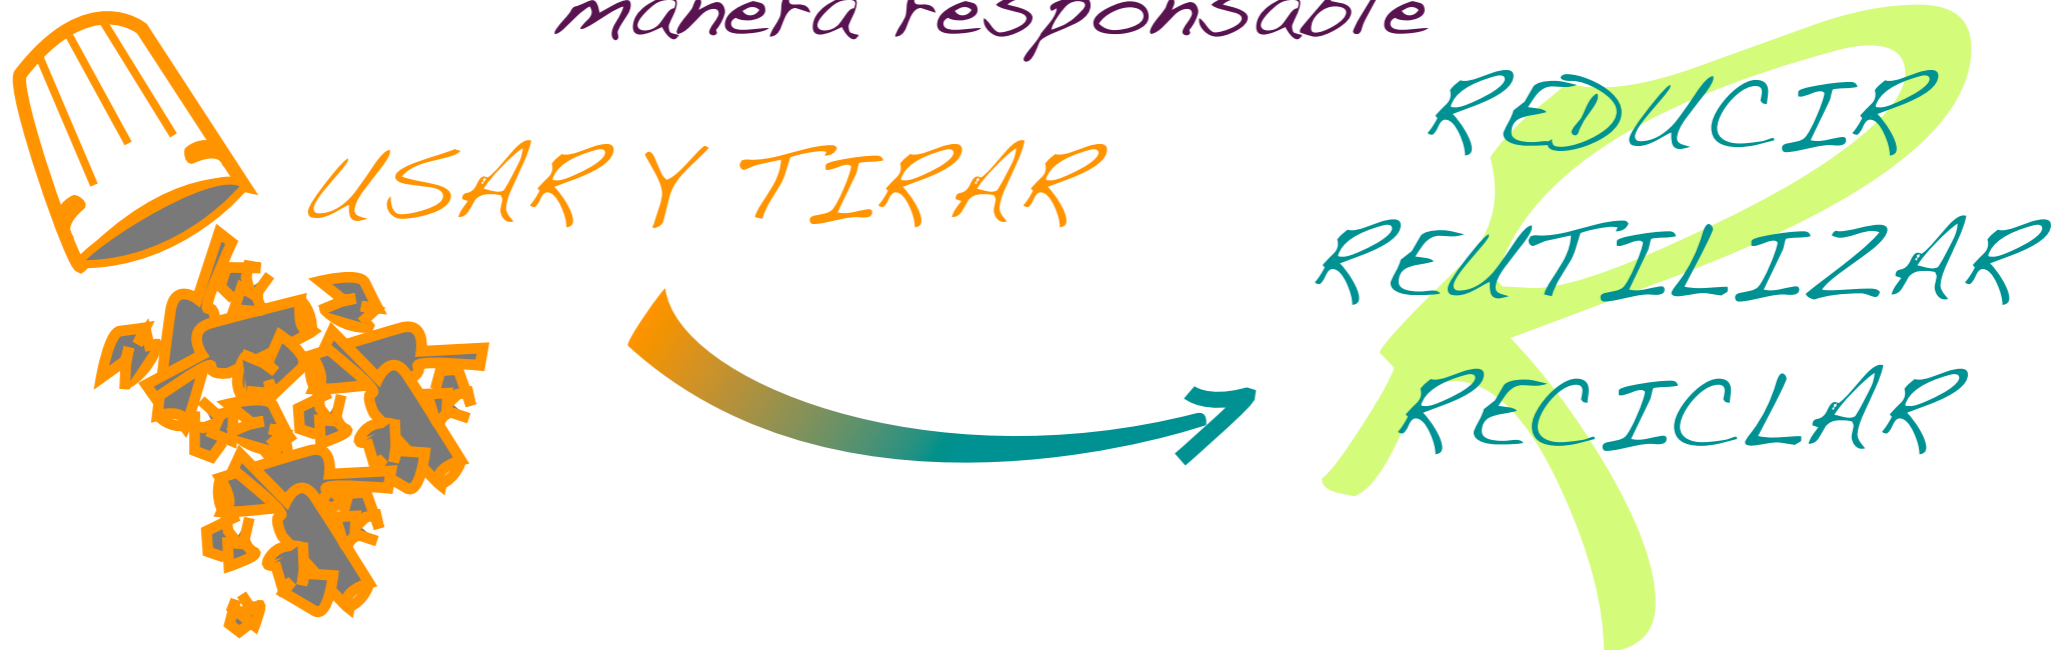 manera responsable
USAR Y TIRAR
REDUCIR
REUTILIZAR
RECICLAR